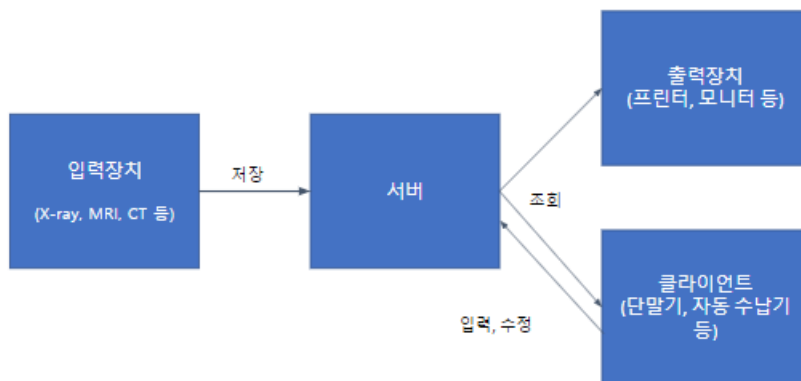 입력장치
(X-ray, MRI, CT 등)
저장
서버
출력장치
(프린터, 모니터 등)
조회
입력, 수정
클라이언트
(단말기, 자동 수납기
등)